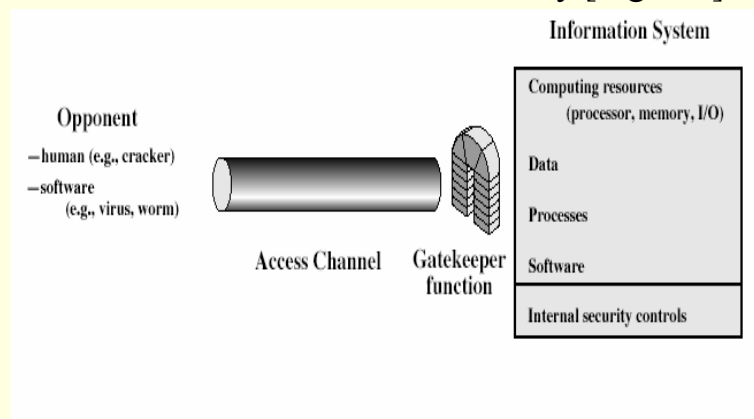 Information System
Opponent
–human (e.g., cracker)
–software
(e.g., virus, worm)
Access Channel
Gatekeeper
function
Computing resources
(processor, memory, I/O)
Data
Processes
Software
Internal security controls